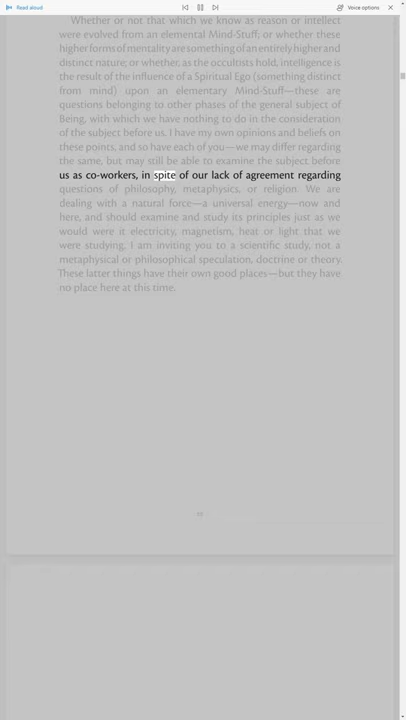 Read aloud
Voice options
Whether or not that which we know as reason or intellect
were evolved from an elemental Mind-Stuff; or whether these
higher forms of mentality are something of an entirely higher and
distinct nature; or whether, as the occultists hold, intelligence is
the result of the influence of a Spiritual Ego (something distinct
from mind) upon an elementary Mind-Stuff—these are
questions belonging to other phases of the general subject of
Being, with which we have nothing to do in the consideration
of the subject before us. I have my own opinions and beliefs on
these points, and so have each of you—we may differ regarding
the same, but may still be able to examine the subject before
us as co-workers, in spite of our lack of agreement regarding
questions of philosophy, metaphysics, or religion. We are
dealing with a natural force—a universal energy—now and
here, and should examine and study its principles just as we
would were it electricity, magnetism, heat or light that we
were studying. I am inviting you to a scientific study, not a
metaphysical or philosophical speculation, doctrine or theory.
These latter things have their own good places—but they have
no place here at this time.